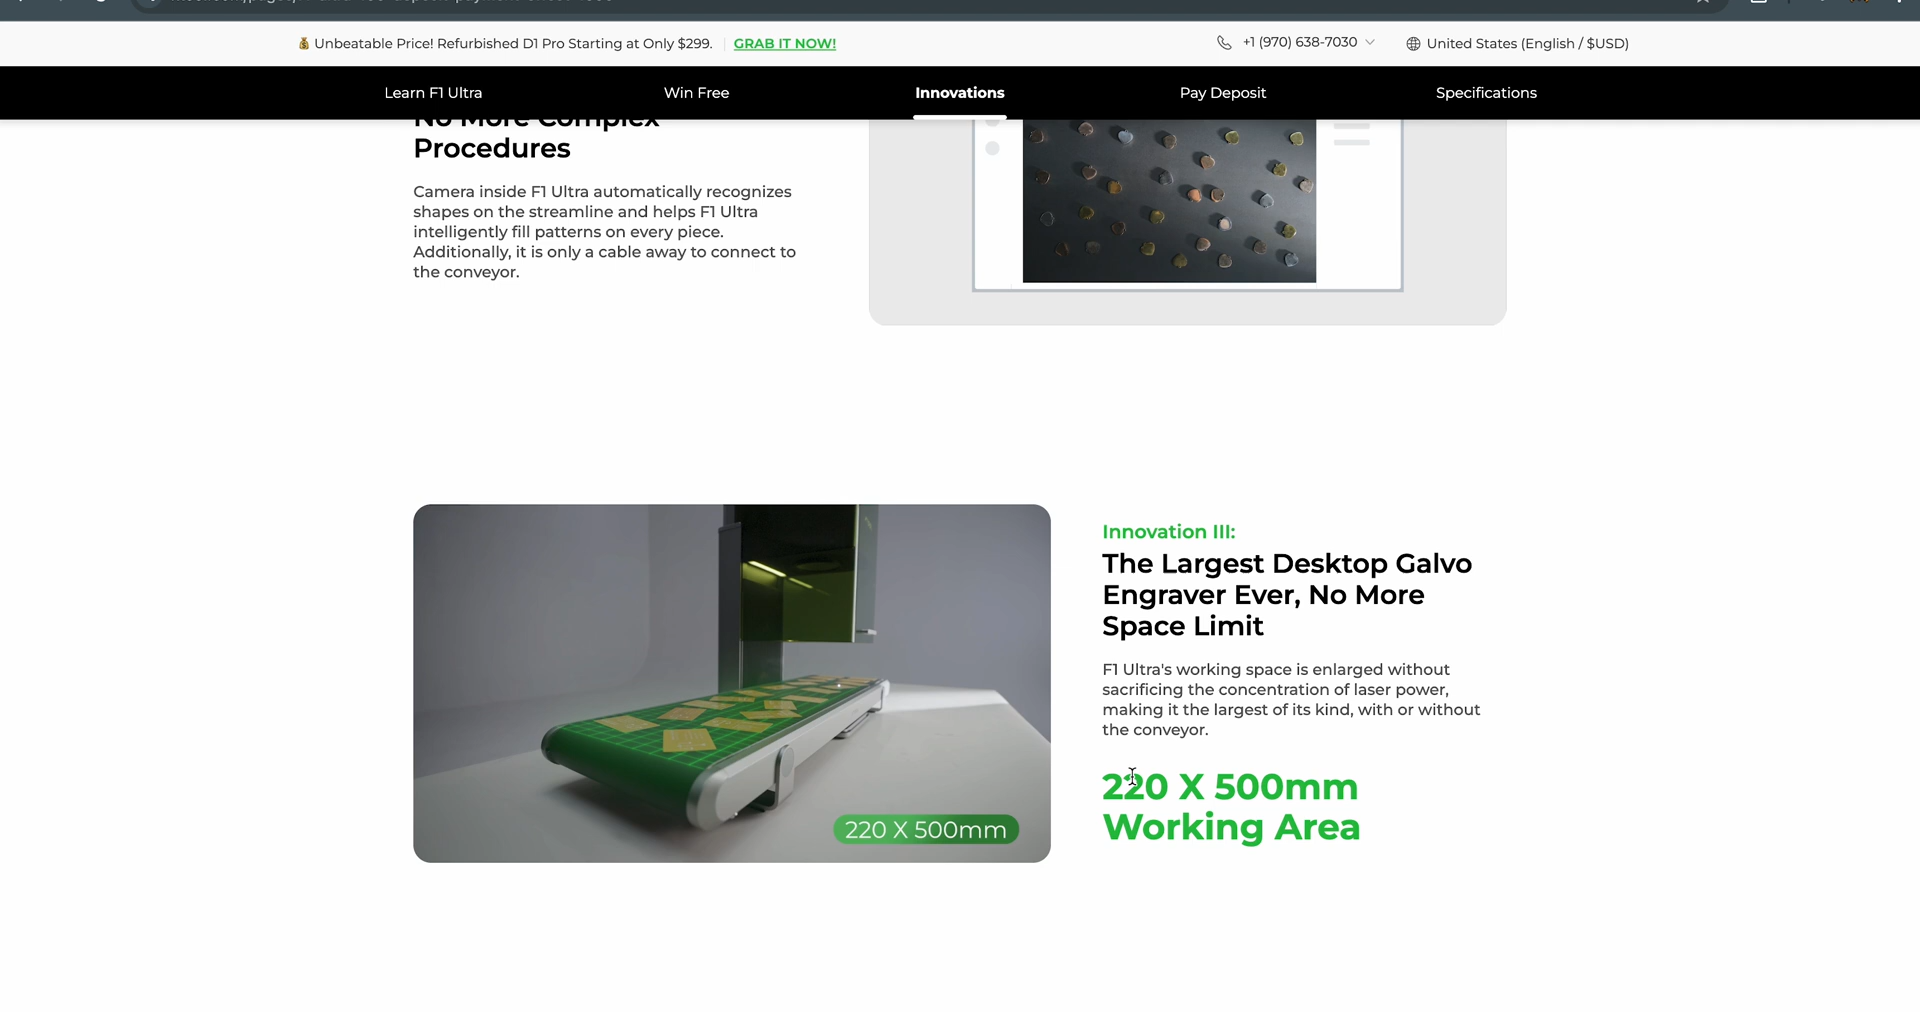 Unbeatable Price! Refurbished D1 Pro Starting at Only $299. GRAB IT NOW!
+1 (970) 638-7030
United States (English / $USD)
Learn F1 Ultra
Win Free
Innovations
Pay Deposit
Specifications
No More Complex
Procedures
Camera inside F1 Ultra automatically recognizes
shapes on the streamline and helps F1 Ultra
intelligently fill patterns on every piece.
Additionally, it is only a cable away to connect to
the conveyor.
220 X 500mm
Innovation III:
The Largest Desktop Galvo
Engraver Ever, No More
Space Limit
F1 Ultra's working space is enlarged without
sacrificing the concentration of laser power,
making it the largest of its kind, with or without
the conveyor.
220 X 500mm
Working Area